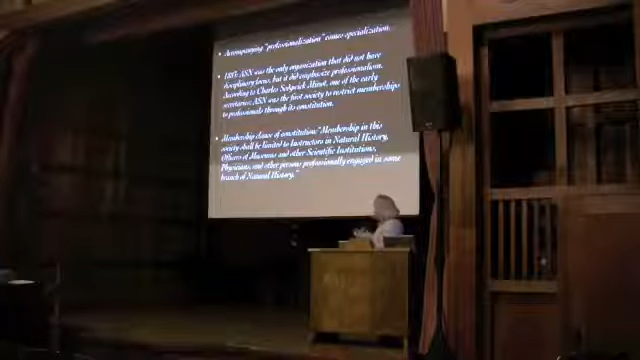 Accompanying "professionalization" comes specialization.
1883: ASN was the only organization that did not have
disciplinary focus, but it did emphasize professionalism.
According to Charles Sedgwick Minot, one of the early
secretaries: ASN was the first society to restrict membership
to professionals through its constitution.
Membership clause of constitution: "Membership in this
society shall be limited to Instructors in Natural History,
Officers of Museums and other Scientific Institutions,
Physicians, and other persons professionally engaged in some
branch of Natural History."